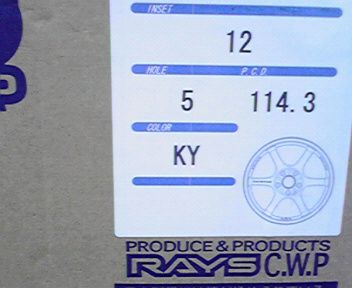 INSET
12
HOLE P.C.D
5 114.3
COLOR
KY
PRODUCE & PRODUCTS
RAYS C.W.P